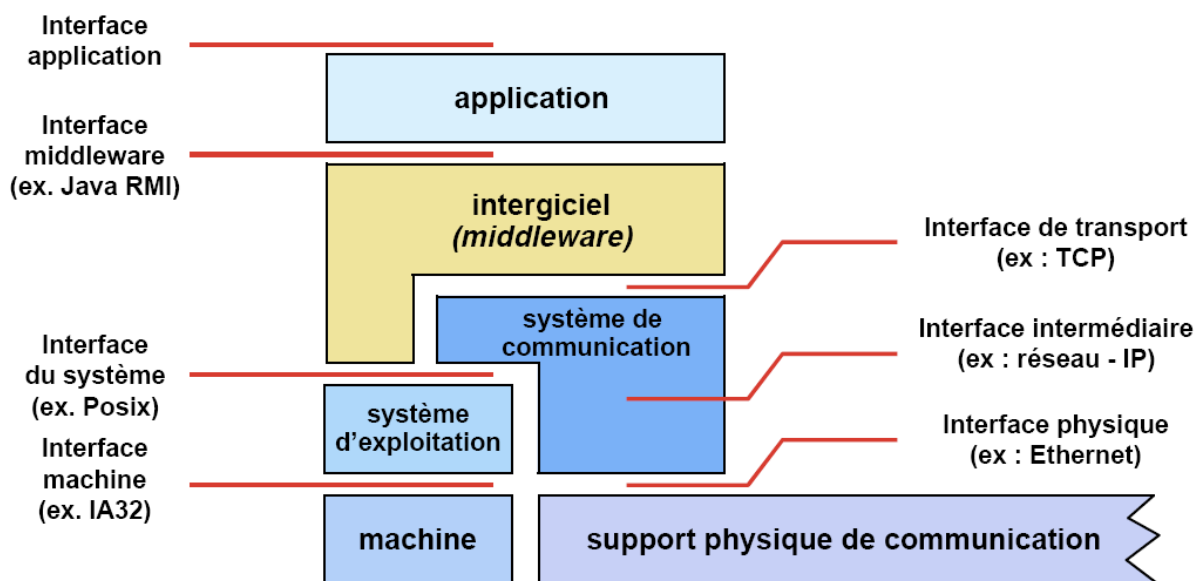 Interface
application
application
Interface
middleware
(ex. Java RMI)
intergiciel
(middleware)
Interface de transport
(ex : TCP)
système de
communication
Interface intermédiaire
(ex : réseau - IP)
Interface
du système
(ex. Posix)
système
d’exploitation
Interface physique
(ex : Ethernet)
Interface
machine
(ex. IA32)
machine
support physique de communication